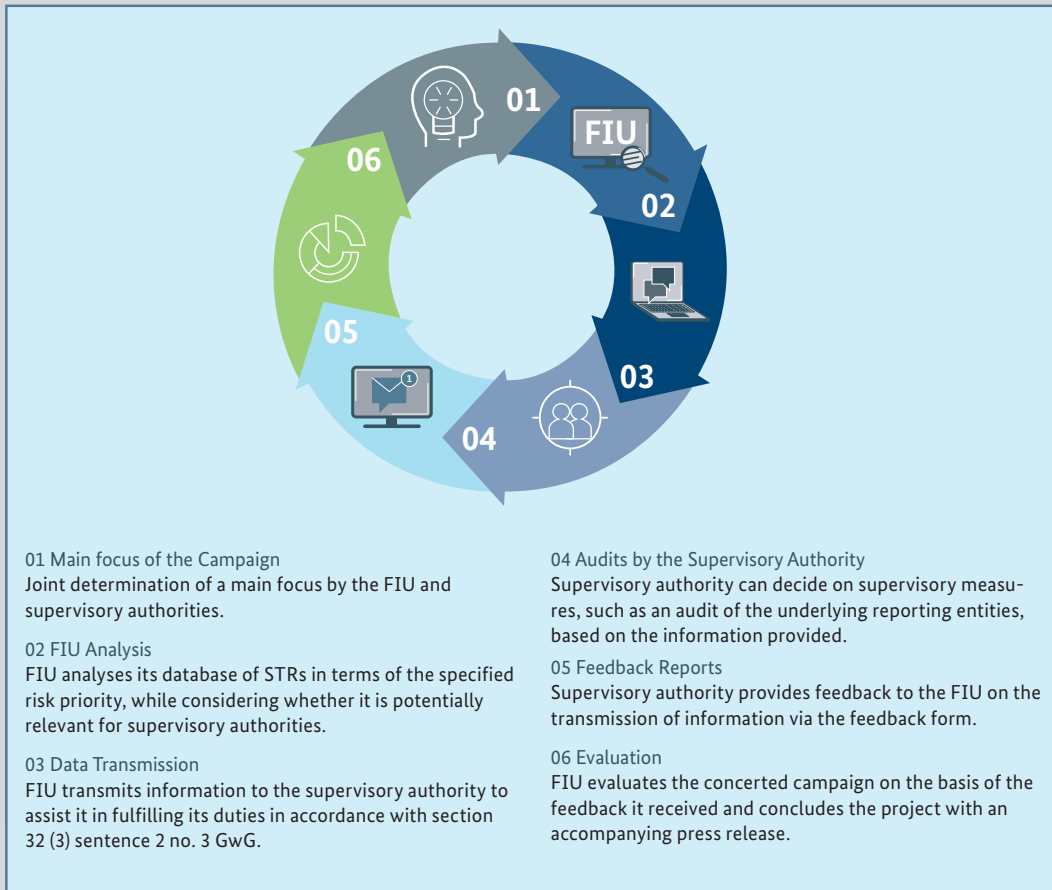 01
FIU
02
03
04
05
1
06
01 Main focus of the Campaign
Joint determination of a main focus by the FIU and
supervisory authorities.
02 FIU Analysis
FIU analyses its database of STRs in terms of the specified
risk priority, while considering whether it is potentially
relevant for supervisory authorities.
03 Data Transmission
FIU transmits information to the supervisory authority to
assist it in fulfilling its duties in accordance with section
32 (3) sentence 2 no. 3 GwG.
04 Audits by the Supervisory Authority
Supervisory authority can decide on supervisory measu-
res, such as an audit of the underlying reporting entities,
based on the information provided.
05 Feedback Reports
Supervisory authority provides feedback to the FIU on the
transmission of information via the feedback form.
06 Evaluation
FIU evaluates the concerted campaign on the basis of the
feedback it received and concludes the project with an
accompanying press release.